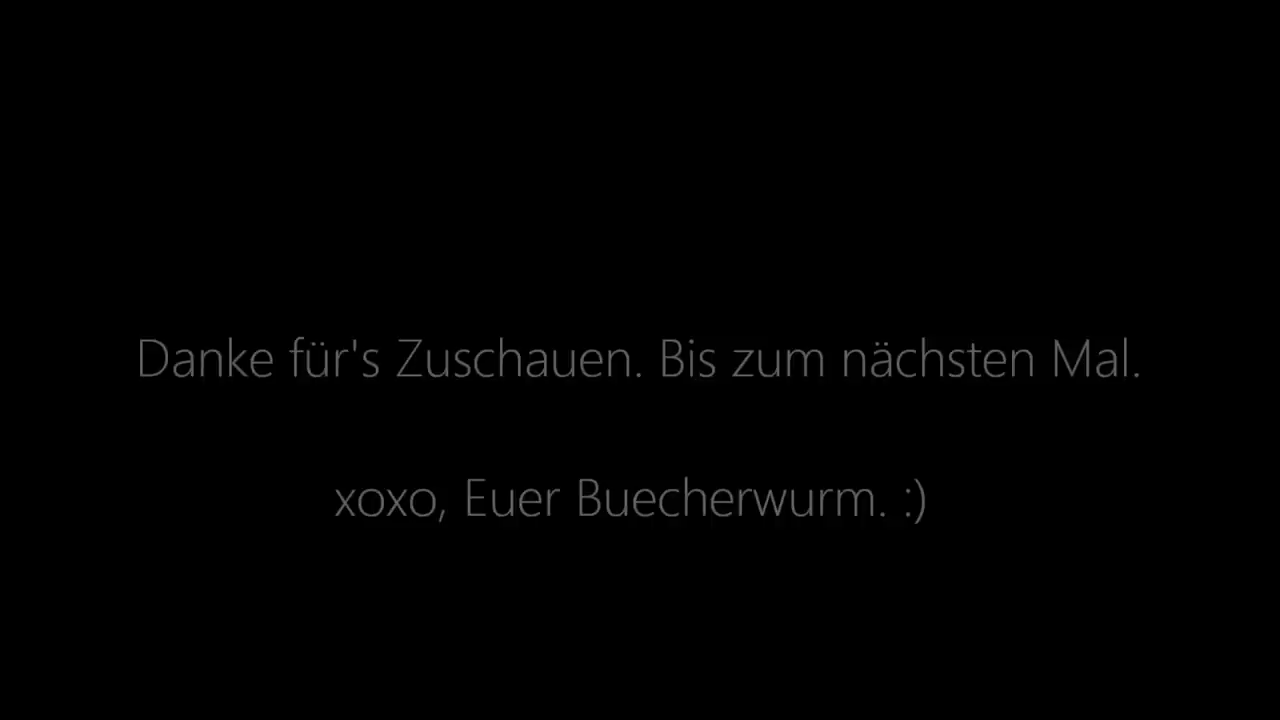 Danke für's Zuschauen. Bis zum nächsten Mal.
xoxo, Euer Buecherwurm. :)